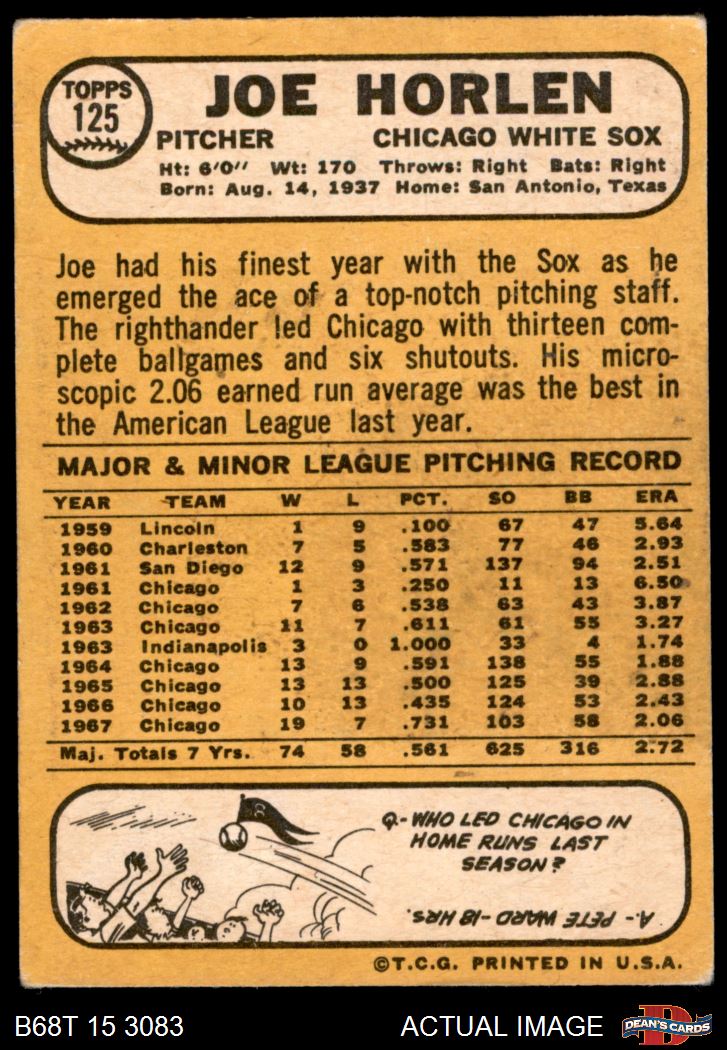 TOPPS
125
JOE HORLEN
PITCHER CHICAGO WHITE SOX
Ht: 6'0" Wt: 170 Throws: Right Bats: Right
Born: Aug. 14, 1937 Home: San Antonio, Texas
Joe had his finest year with the Sox as he
emerged the ace of a top-notch pitching staff.
The righthander led Chicago with thirteen com-
plete ballgames and six shutouts. His micro-
scopic 2.06 earned run average was the best in
the American League last year.
MAJOR & MINOR LEAGUE PITCHING RECORD
YEAR TEAM W L PCT. SO BB ERA
1959 Lincoln 1 9 .100 67 47 5.64
1960 Charleston 7 5 .583 77 46 2.93
1961 San Diego 12 9 .571 137 94 2.51
1961 Chicago 1 3 .250 11 13 6.50
1962 Chicago 7 6 .538 63 43 3.87
1963 Chicago 11 7 .611 61 55 3.27
1963 Indianapolis 3 0 1.000 33 4 1.74
1964 Chicago 13 9 .591 138 55 1.88
1965 Chicago 13 13 .500 125 39 2.88
1966 Chicago 10 13 .435 124 53 2.43
1967 Chicago 19 7 .731 103 58 2.06
Maj. Totals 7 Yrs. 74 58 .561 625 316 2.72
8
Q-WHO LED CHICAGO IN
HOME RUNS LAST
SEASON?
A.- PETE WARD-18 HRS.
©T.C.G. PRINTED IN U.S.A.
B68T 15 3083 ACTUAL IMAGE DEAN'S CARDS